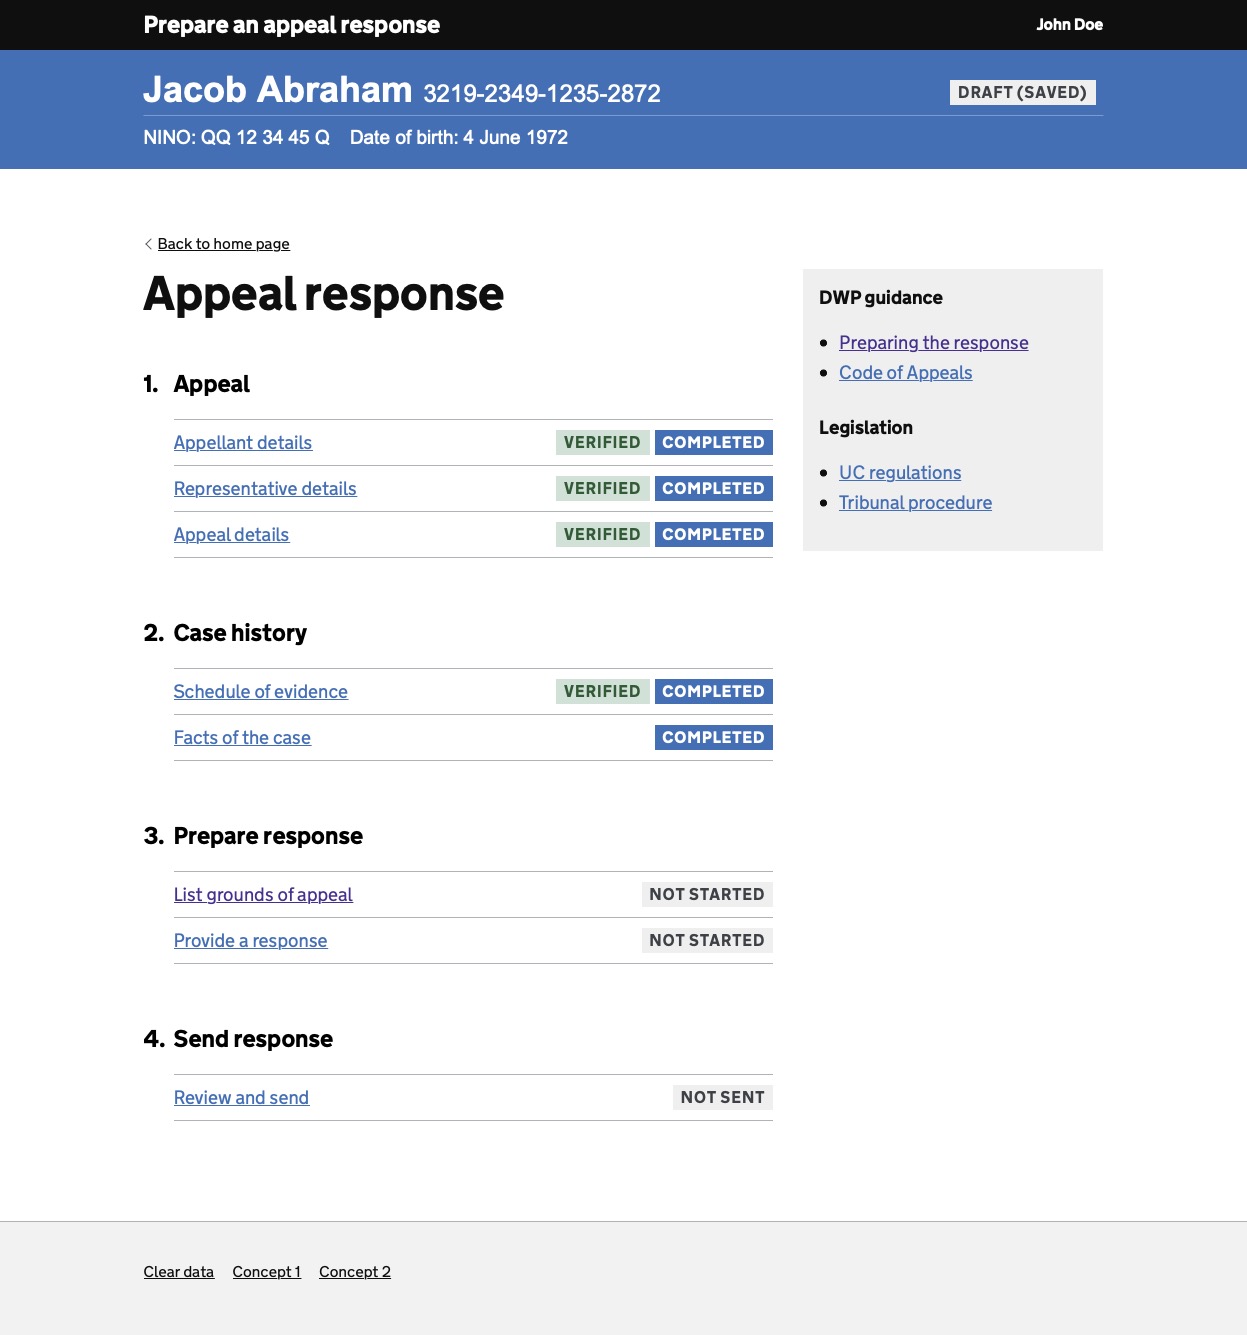 Prepare an appeal response John Doe
Jacob Abraham 3219-2349-1235-2872 DRAFT (SAVED)
NINO: QQ 12 34 45 Q Date of birth: 4 June 1972
Back to home page
Appeal response
1. Appeal
Appellant details VERIFIED COMPLETED
Representative details VERIFIED COMPLETED
Appeal details VERIFIED COMPLETED
2. Case history
Schedule of evidence VERIFIED COMPLETED
Facts of the case COMPLETED
3. Prepare response
List grounds of appeal NOT STARTED
Provide a response NOT STARTED
4. Send response
Review and send NOT SENT
DWP guidance
Preparing the response
Code of Appeals
Legislation
UC regulations
Tribunal procedure
Clear data Concept 1 Concept 2